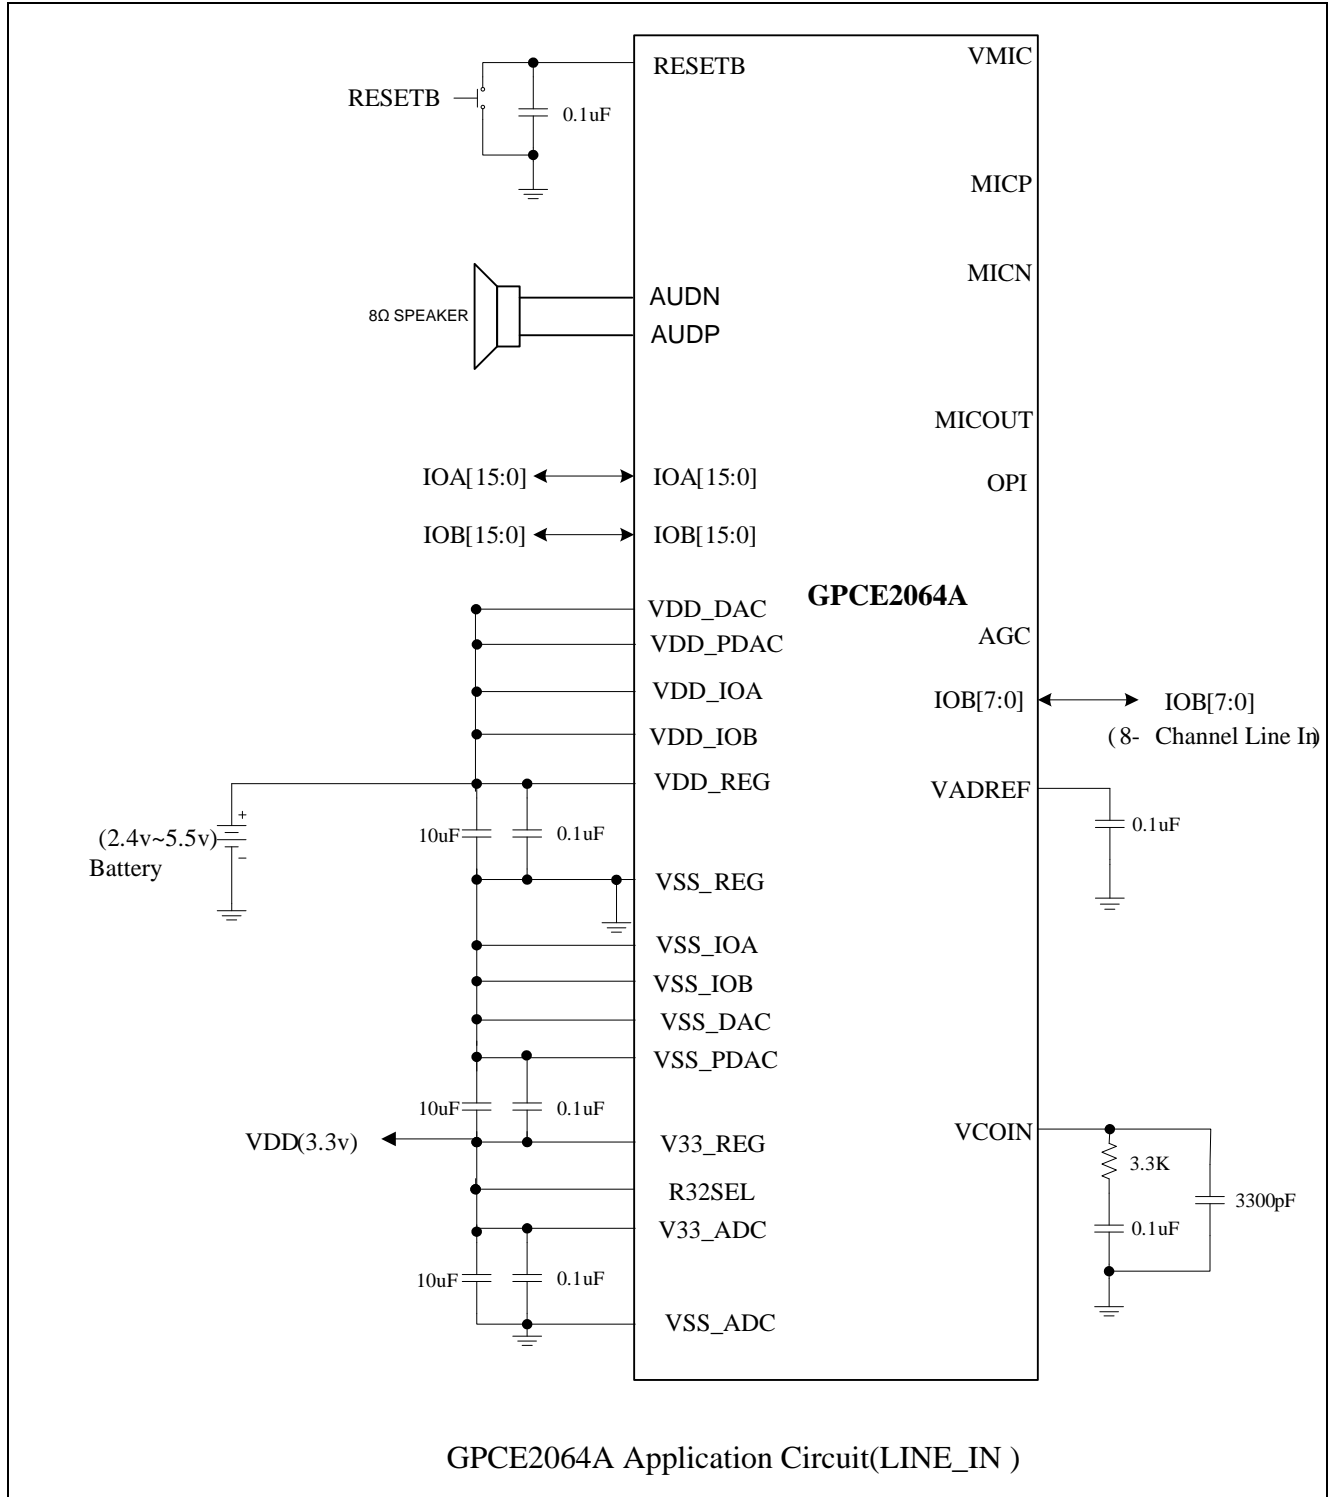 RESETB
0.1uF
RESETB
VMIC
MICP
MICN
8Ω SPEAKER
AUDN
AUDP
MICOUT
IOA[15:0]
IOA[15:0]
OPI
IOB[15:0]
IOB[15:0]
GPCE2064A
VDD_DAC
VDD_PDAC
AGC
VDD_IOA
IOB[7:0]
IOB[7:0]
(8- Channel Line In)
VDD_IOB
VDD_REG
VADREF
+
(2.4v~5.5v)
Battery
−
10uF
0.1uF
0.1uF
VSS_REG
VSS_IOA
VSS_IOB
VSS_DAC
VSS_PDAC
10uF
0.1uF
VDD(3.3v)
V33_REG
VCOIN
3.3K
R32SEL
3300pF
V33_ADC
0.1uF
10uF
0.1uF
VSS_ADC
GPCE2064A Application Circuit(LINE_IN )